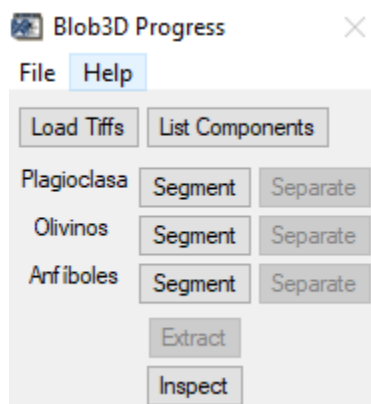 Blob3D Progress
File Help
Load Tiffs List Components
Plagioclasa Segment Separate
Olivinos Segment Separate
Anfíboles Segment Separate
Extract
Inspect